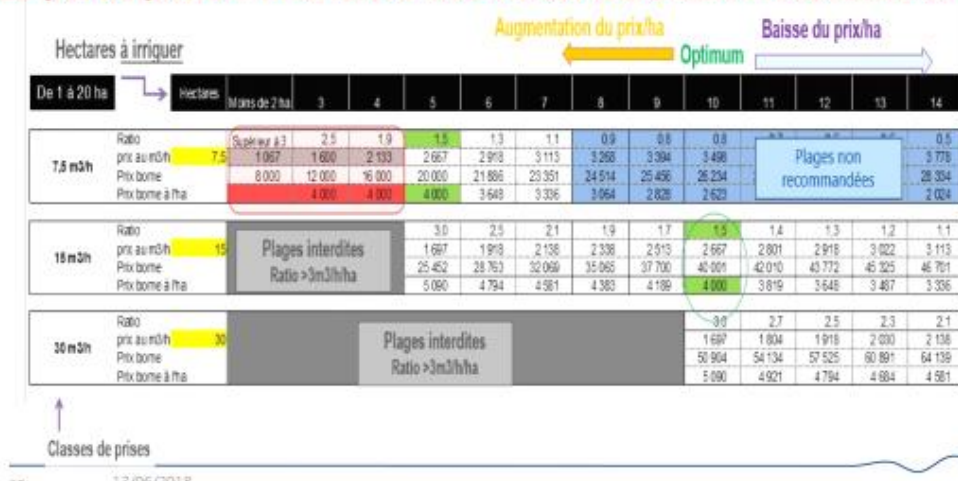 Augmentation du prix/ha
Baisse du prix/ha
Hectares à irriguer
Optimum
De 1 à 20 ha
Hectares Moins de 2 ha 3 4 5 6 7 8 9 10 11 12 13 14
Ratio Supérieur à 3 2,5 1,9 1,5 1,3 1,1 0,9 0,8 0,8 0,5
7,5 m3/h
prix au m3/h 7,5 1 067 1 600 2 133 2 667 2 918 3 113 3 268 3 394 3 498 3 778
Prix borne 8 000 12 000 16 000 20 000 21 886 23 351 24 514 25 456 26 234 28 334
Prix borne à l'ha 4 000 4 000 4 000 3 648 3 336 3 064 2 828 2 623 2 024
Plages non
recommandées
Ratio 3,0 2,5 2,1 1,9 1,7 1,5 1,4 1,3 1,2 1,1
15 m3/h
prix au m3/h 15 1 697 1 918 2 138 2 338 2 513 2 667 2 801 2 918 3 022 3 113
Prix borne 25 452 28 763 32 069 35 065 37 700 40 001 42 010 43 772 45 325 46 701
Prix borne à l'ha 5 090 4 794 4 581 4 383 4 189 4 000 3 819 3 648 3 487 3 336
Plages interdites
Ratio >3m3/h/ha
Ratio 3,0 2,7 2,5 2,3 2,1
30 m3/h
prix au m3/h 30 1 697 1 804 1 918 2 030 2 138
Prix borne 50 904 54 134 57 525 60 891 64 139
Prix borne à l'ha 5 090 4 921 4 794 4 684 4 581
Plages interdites
Ratio >3m3/h/ha
Classes de prises